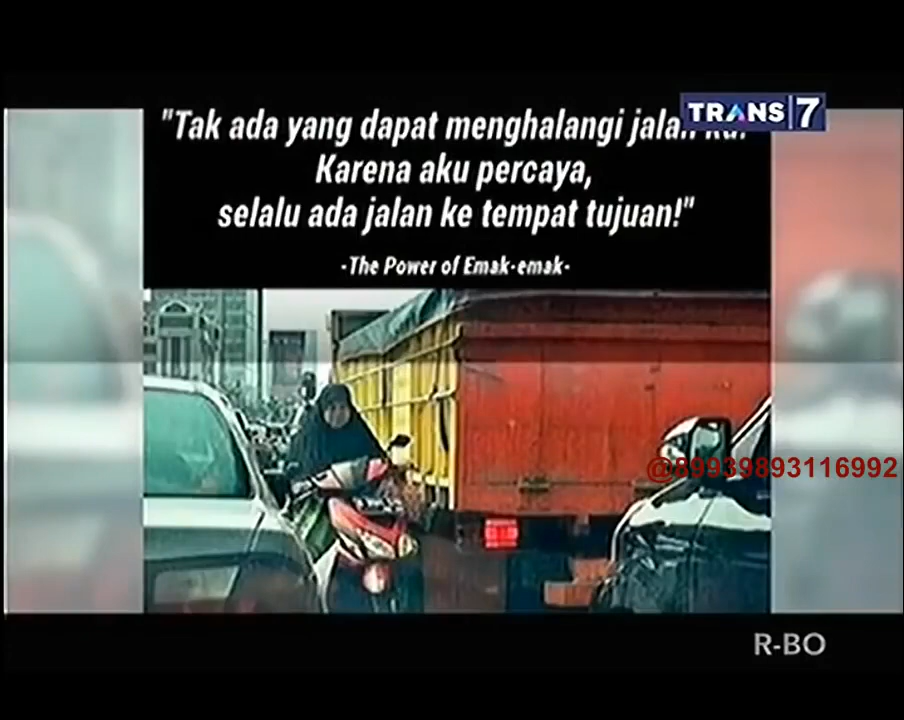 "Tak ada yang dapat menghalangi jalan
TRANS|7
Karena aku percaya,
selalu ada jalan ke tempat tujuan!"
-The Power of Emak-emak-
@89939893116992
R-BO